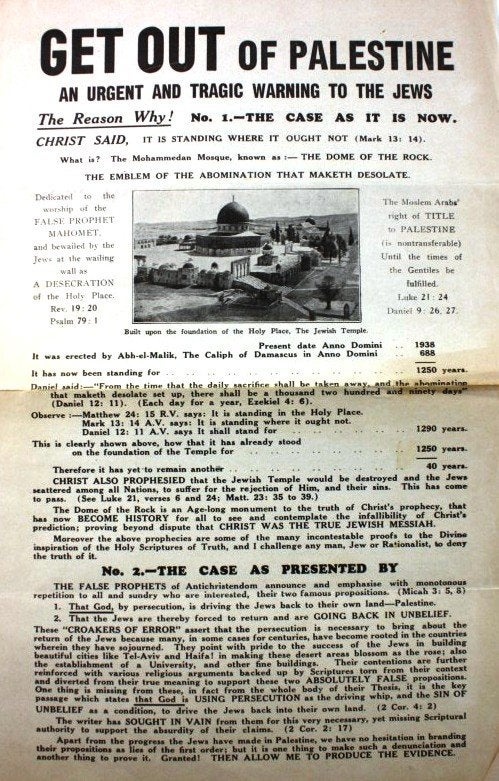 GET OUT OF PALESTINE
AN URGENT AND TRAGIC WARNING TO THE JEWS
The Reason Why! No. 1.—THE CASE AS IT IS NOW.
CHRIST SAID, IT IS STANDING WHERE IT OUGHT NOT (Mark 13: 14).
What is? The Mohammedan Mosque, known as:— THE DOME OF THE ROCK.
THE EMBLEM OF THE ABOMINATION THAT MAKETH DESOLATE.
Dedicated to the
worship of the
FALSE PROPHET
MAHOMET,
and bewailed by the
Jews at the wailing
wall as
A DESECRATION
of the Holy Place.
Rev. 19: 20
Psalm 79: 1
The Moslem Arabs'
right of TITLE
to PALESTINE
(is nontransferable)
Until the times of
the Gentiles be
fulfilled.
Luke 21: 24
Daniel 9: 26, 27.
Built upon the foundation of the Holy Place, The Jewish Temple.
Present date Anno Domini .. 1938
It was erected by Abh-el-Malik, The Caliph of Damascus in Anno Domini 688
It has now been standing for .. .. .. .. .. 1250 years.
Daniel said:—"From the time that the daily sacrifice shall be taken away, and the abomination
that maketh desolate set up, there shall be a thousand two hundred and ninety days"
(Daniel 12: 11). (Each day for a year, Ezekiel 4: 6).
Observe:—Matthew 24: 15 R.V. says: It is standing in the Holy Place.
Mark 13: 14 A.V. says: It is standing where it ought not.
Daniel 12: 11 A.V. says It shall stand for .. .. .. 1290 years.
This is clearly shown above, how that it has already stood
on the foundation of the Temple for .. .. .. .. 1250 years.
Therefore it has yet to remain another .. .. .. .. 40 years.
CHRIST ALSO PROPHESIED that the Jewish Temple would be destroyed and the Jews
scattered among all Nations, to suffer for the rejection of Him, and their sins. This has come
to pass. (See Luke 21, verses 6 and 24; Matt. 23: 35 to 39.)
The Dome of the Rock is an Age-long monument to the truth of Christ's prophecy, that
has now BECOME HISTORY for all to see and contemplate the infallibility of Christ's
prediction; proving beyond dispute that CHRIST WAS THE TRUE JEWISH MESSIAH.
Moreover the above prophecies are some of the many incontestable proofs to the Divine
inspiration of the Holy Scriptures of Truth, and I challenge any man, Jew or Rationalist, to deny
the truth of it.
No. 2.—THE CASE AS PRESENTED BY
THE FALSE PROPHETS of Antichristendom announce and emphasise with monotonous
repetition to all and sundry who are interested, their two famous propositions. (Micah 3: 5, 8)
1. That God, by persecution, is driving the Jews back to their own land—Palestine.
2. That the Jews are thereby forced to return and are GOING BACK IN UNBELIEF.
These "CROAKERS OF ERROR" assert that the persecution is necessary to bring about the
return of the Jews because many, in some cases for centuries, have become rooted in the countries
wherein they have sojourned. They point with pride to the success of the Jews in building
beautiful cities like Tel-Aviv and Haifa! in making these desert areas blossom as the rose; also
the establishment of a University, and other fine buildings. Their contentions are further
reinforced with various religious arguments backed up by Scripture torn from their context
and diverted from their true meaning to support these two ABSOLUTELY FALSE propositions.
One thing is missing from these, in fact from the whole body of their Thesis, it is the key
passage which states that God is USING PERSECUTION as the driving whip, and the SIN OF
UNBELIEF as a condition, to drive the Jews back into their own land. (2 Cor. 4: 2)
The writer has SOUGHT IN VAIN from them for this very necessary, yet missing Scriptural
authority to support the absurdity of their claims. (2 Cor. 2: 17)
Apart from the progress the Jews have made in Palestine, we have no hesitation in branding
their propositions as lies of the first order; but it is one thing to make such a denunciation and
another thing to prove it. Granted! THEN ALLOW ME TO PRODUCE THE EVIDENCE.